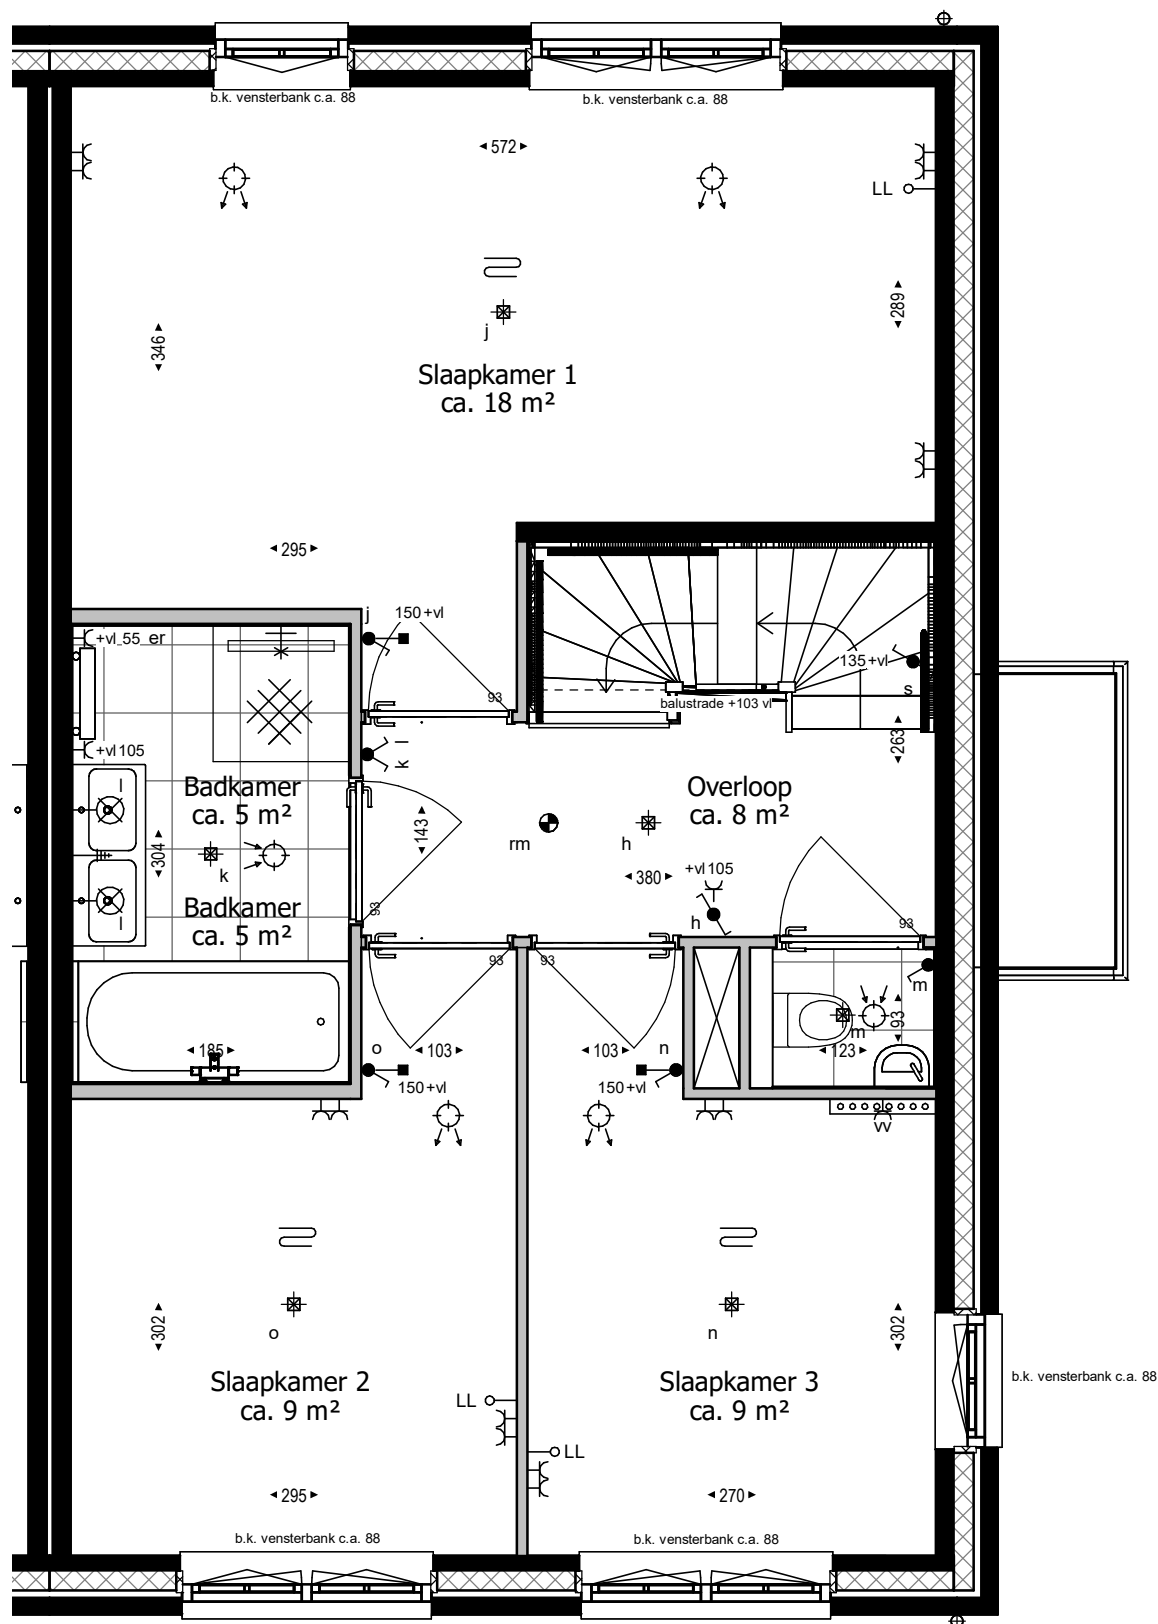 b.k. vensterbank c.a. 88
b.k. vensterbank c.a. 88
572
LL
289
346
j
Slaapkamer 1
ca. 18 m²
295
j
150+vl
+vl 55 er
135+vl
s
93
balustrade +103 vl
263
+vl 105
l
k
Badkamer
ca. 5 m²
Overloop
ca. 8 m²
143
304
rm
h
k
380
+vl 105
Badkamer
ca. 5 m²
93
h
93
93
93
m
93
m
185
o
103
103
n
123
150+vl
150+vl
vv
302
o
n
302
Slaapkamer 2
ca. 9 m²
Slaapkamer 3
ca. 9 m²
b.k. vensterbank c.a. 88
LL
LL
295
270
b.k. vensterbank c.a. 88
b.k. vensterbank c.a. 88